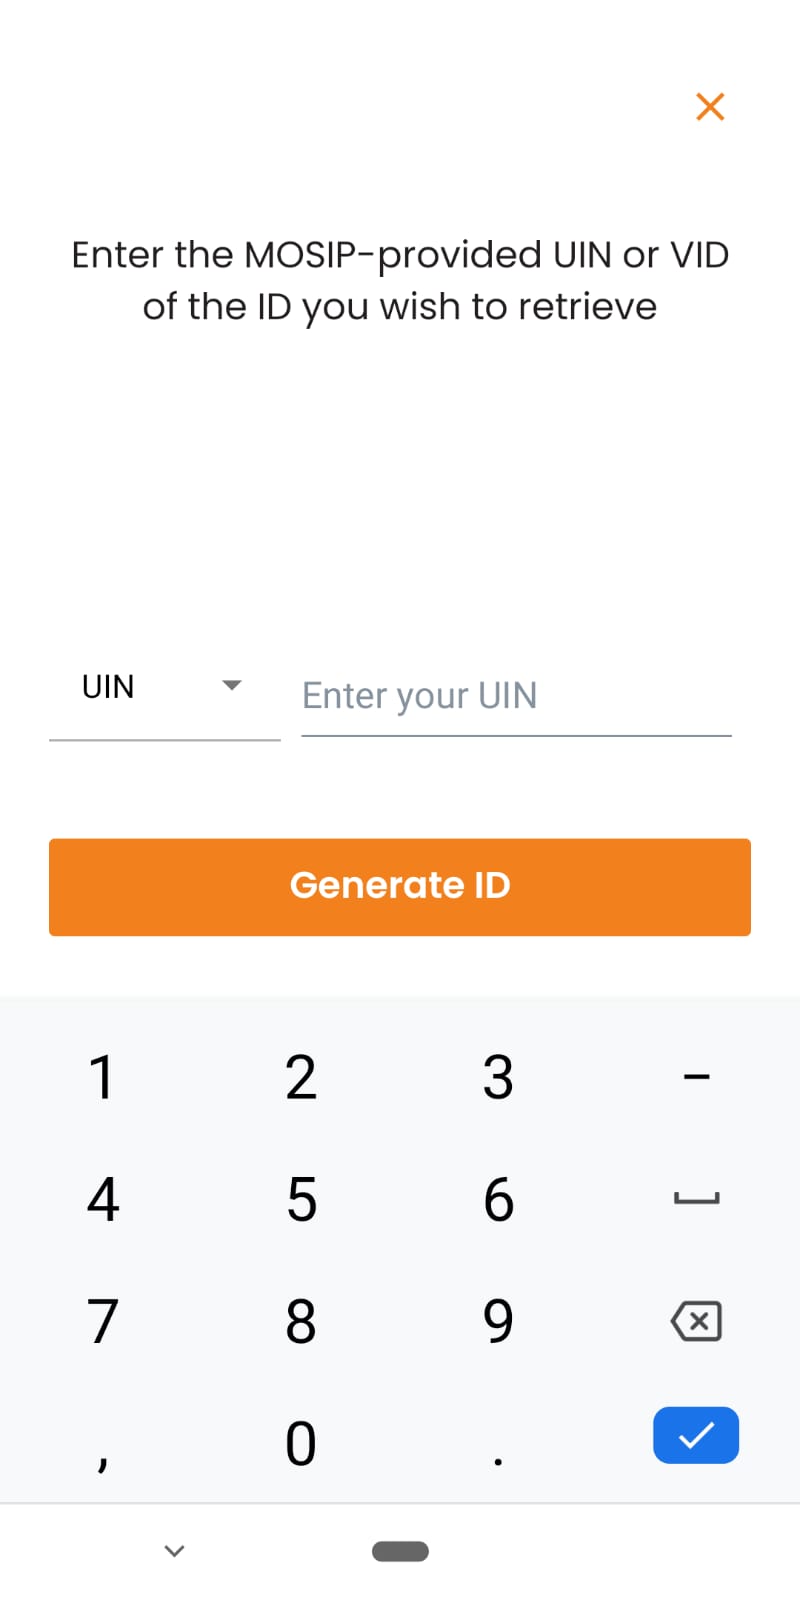 Enter the MOSIP-provided UIN or VID
of the ID you wish to retrieve
UIN
Enter your UIN
Generate ID
1 2 3 –
4 5 6
7 8 9
, 0 .